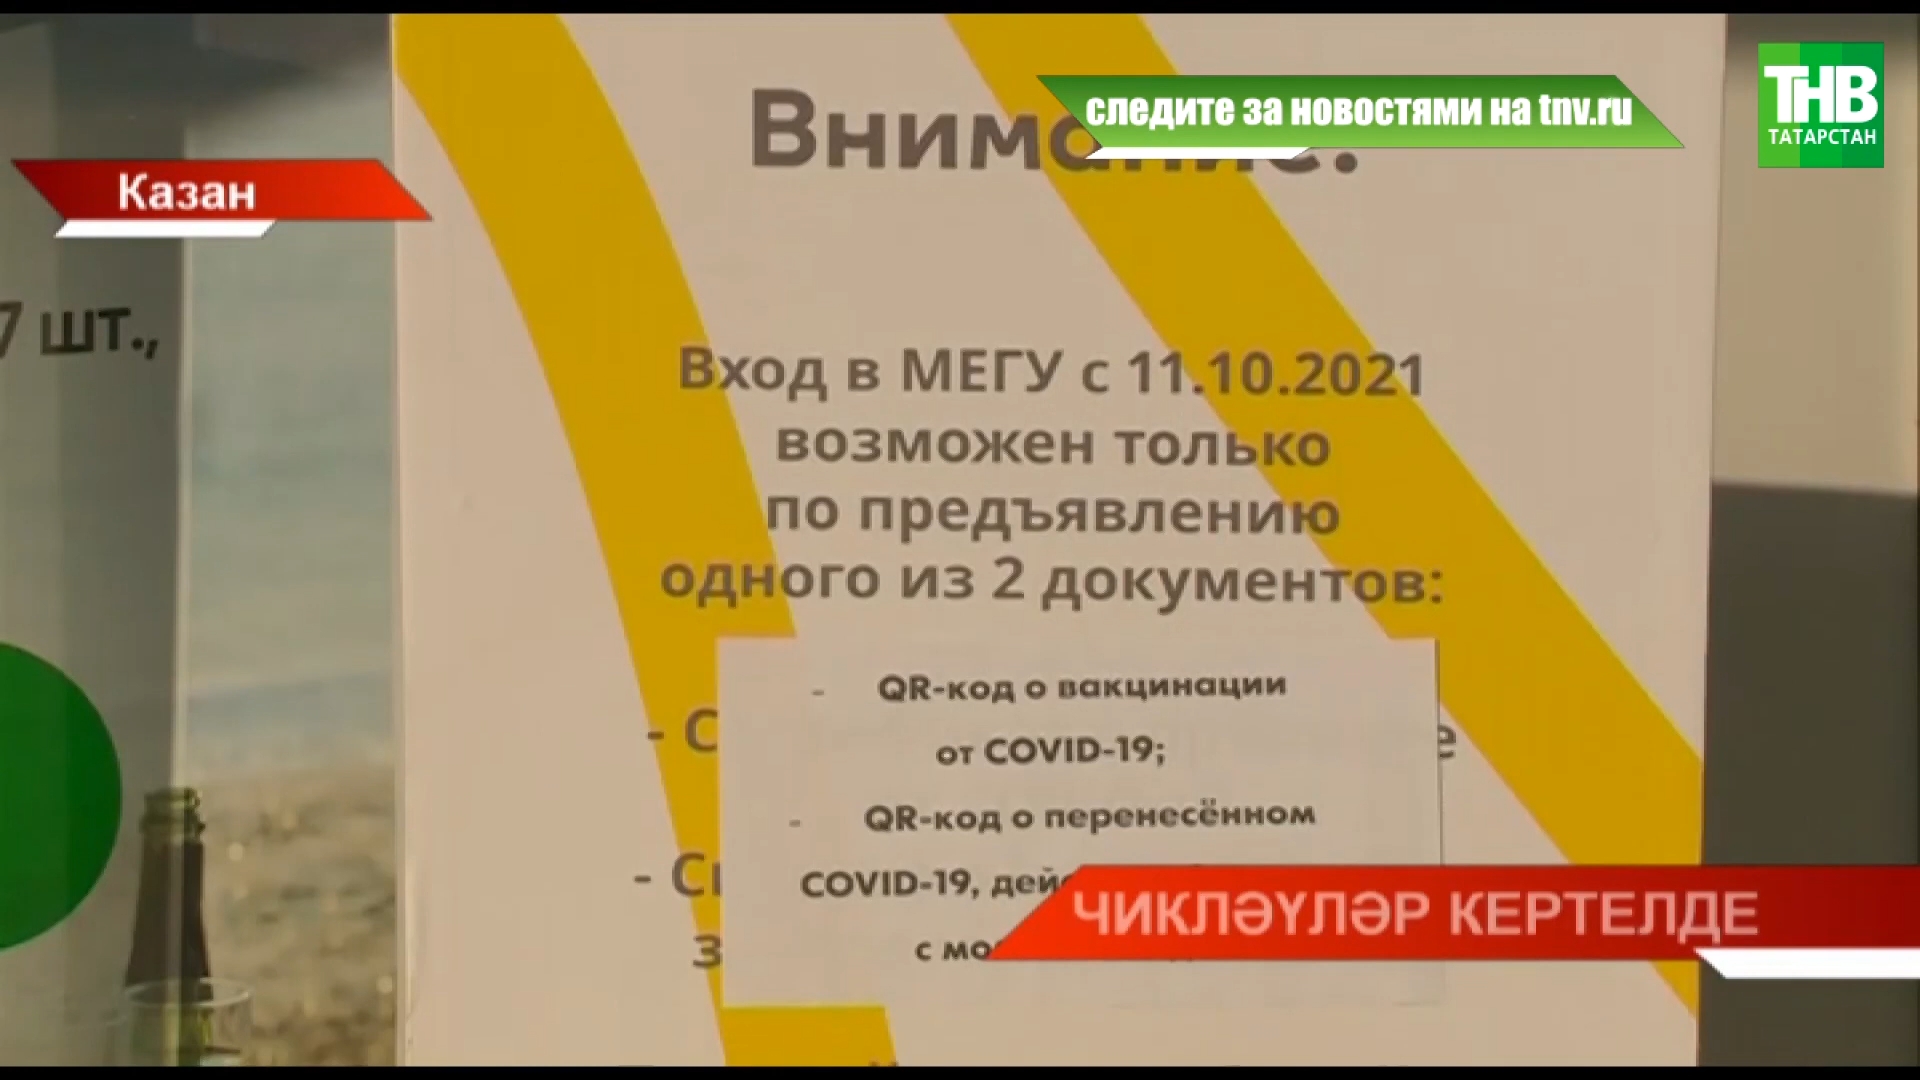 следите за новостями на tnv.ru
ТНВ
ТАТАРСТАН
Казан
7 шт.,
Внимание!
Вход в МЕГУ с 11.10.2021
возможен только
по предъявлению
одного из 2 документов:
- QR-код о вакцинации
от COVID-19;
- QR-код о перенесённом
COVID-19,
с
ЧИКЛӘҮЛӘР КЕРТЕЛДЕ